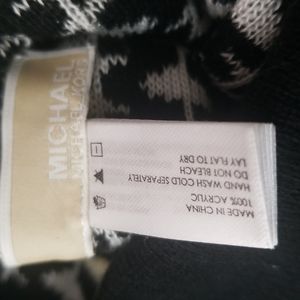 MICHAEL
MICHAEL KORS
MADE IN CHINA
100% ACRYLIC
HAND WASH COLD SEPARATELY
DO NOT BLEACH
LAY FLAT TO DRY